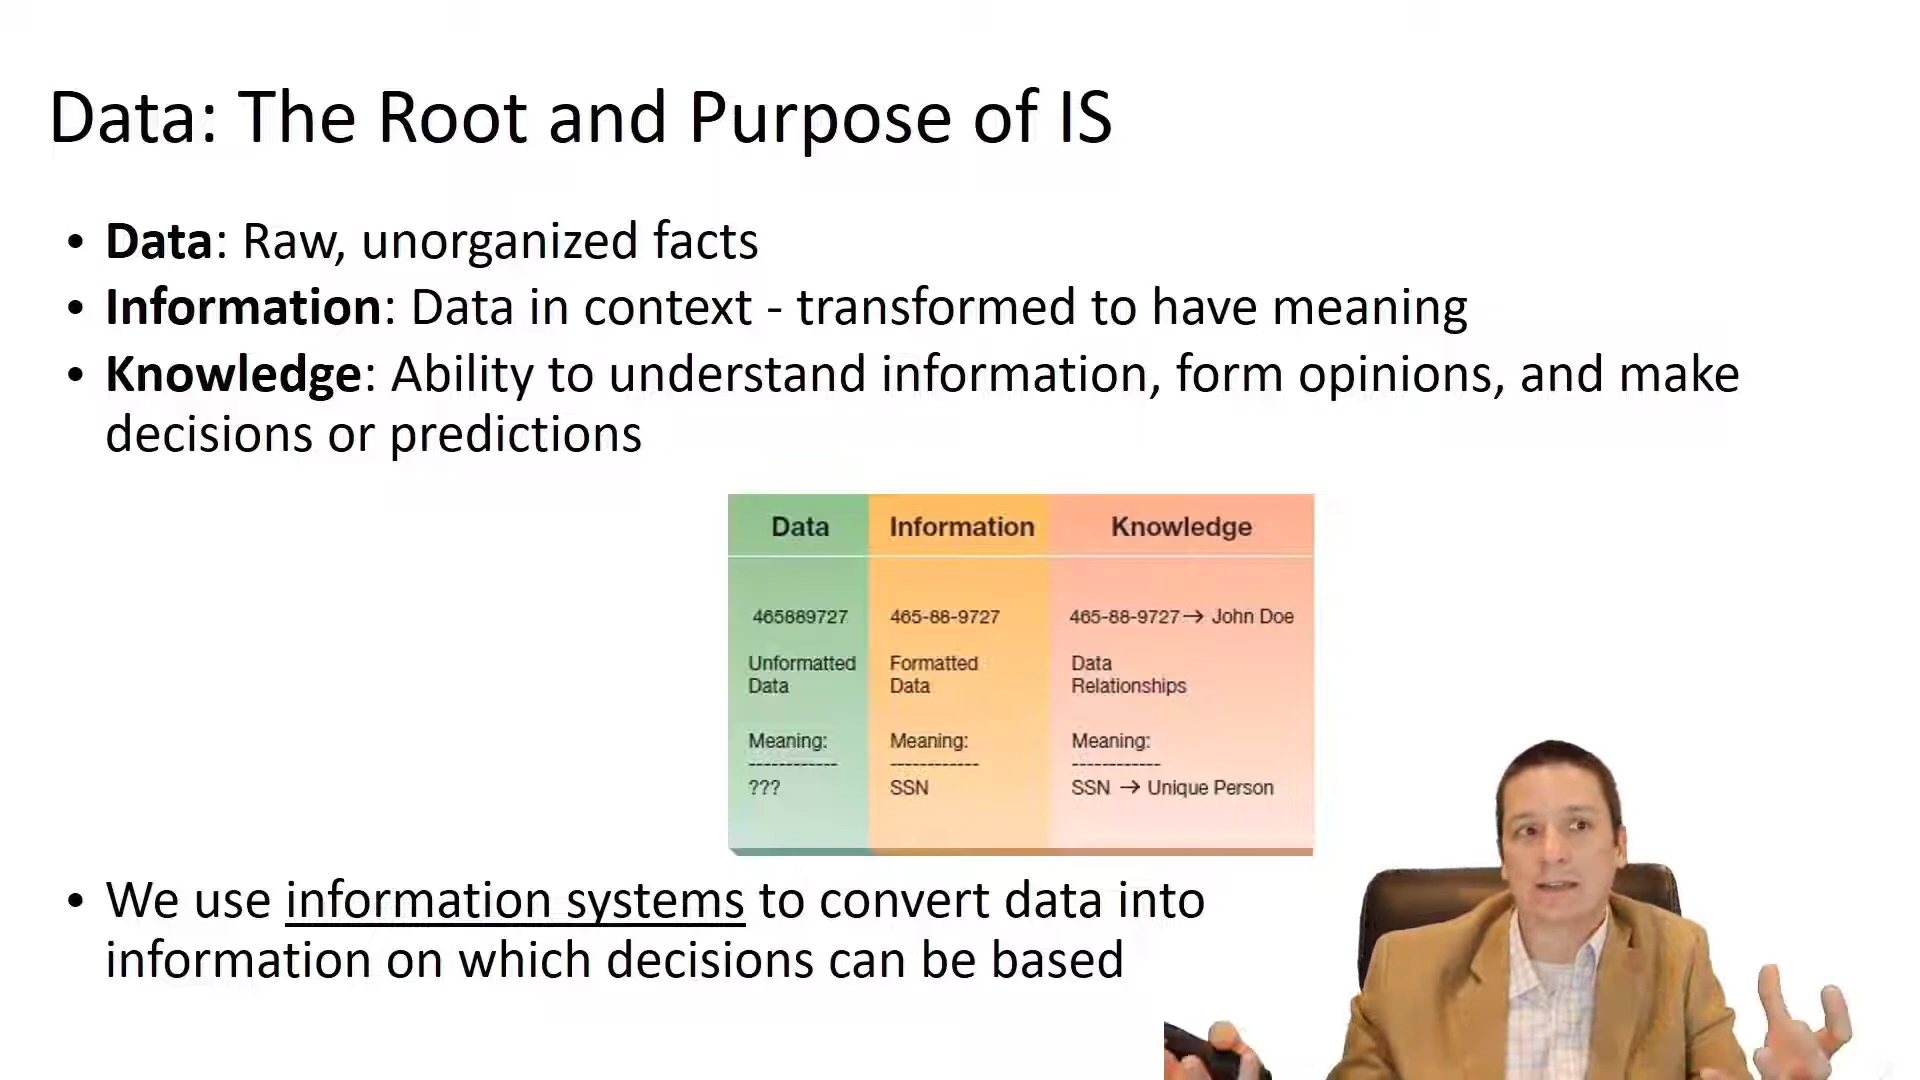 Data: The Root and Purpose of IS
• Data: Raw, unorganized facts
• Information: Data in context - transformed to have meaning
• Knowledge: Ability to understand information, form opinions, and make
decisions or predictions
Data Information Knowledge
465889727 465-88-9727 465-88-9727→ John Doe
Unformatted Formatted Data
Data Data Relationships
Meaning: Meaning: Meaning:
------------ ------------ ------------
??? SSN SSN → Unique Person
• We use information systems to convert data into
information on which decisions can be based